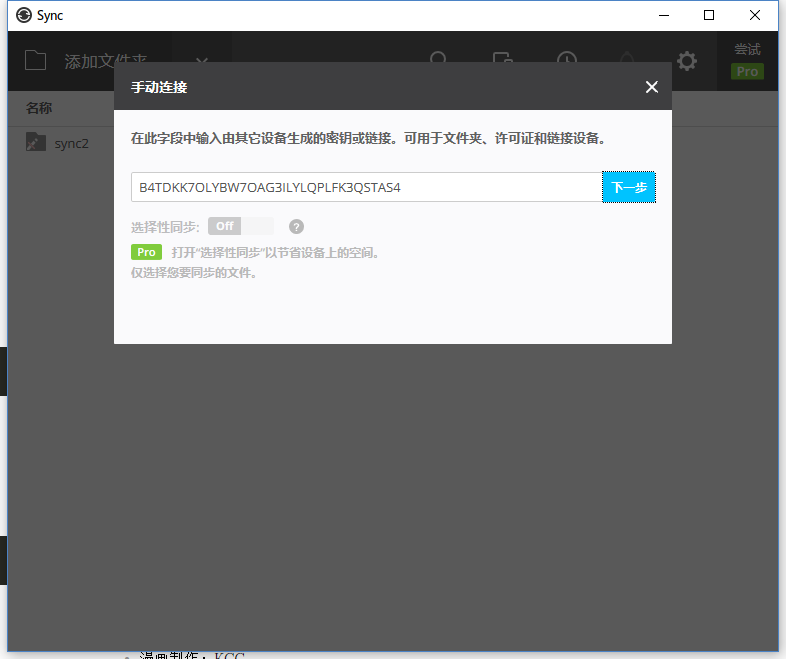 Sync
添加文件夹
尝试
Pro
手动连接
名称
在此字段中输入由其它设备生成的密钥或链接。可用于文件夹、许可证和链接设备。
sync2
B4TDKK7OLYBW7OAG3ILYLQPLFK3QSTAS4
下一步
选择性同步: Off ?
Pro 打开“选择性同步”以节省设备上的空间。
仅选择您要同步的文件。
漫画制作：KCC